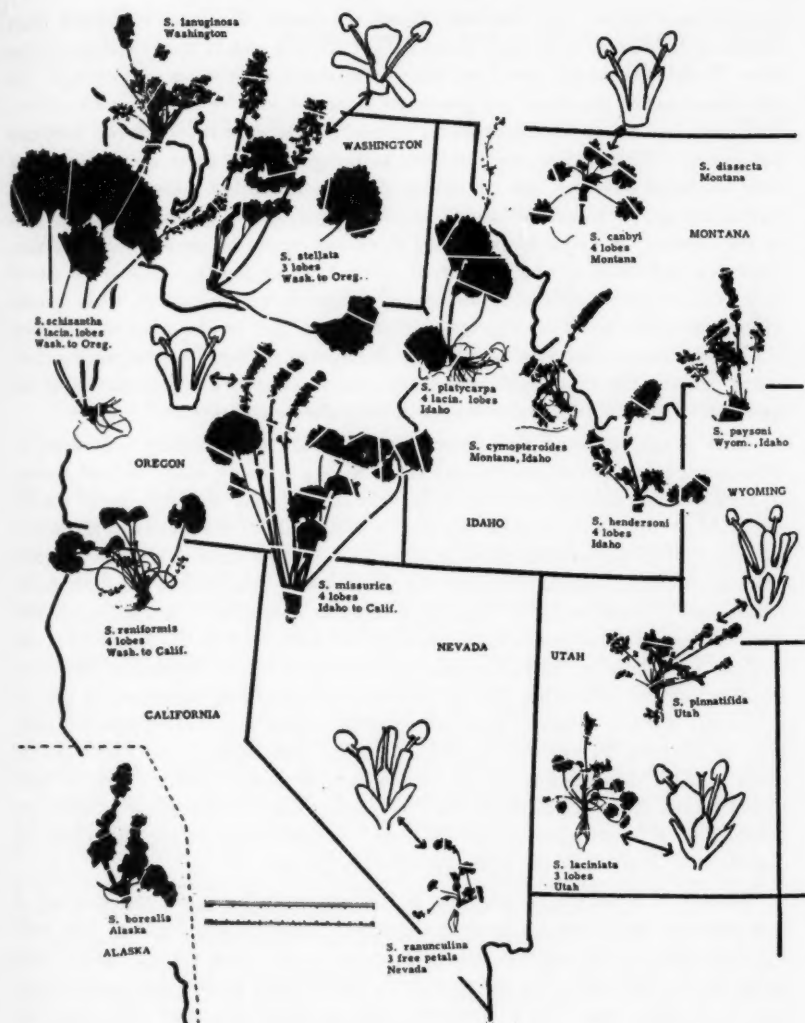 S. lanuginosa
Washington
WASHINGTON
S. dissecta
Montana
MONTANA
S. canbyi
4 lobes
Montana
S. stellata
3 lobes
Wash. to Oreg.
S. schizantha
4 lacin. lobes
Wash. to Oreg.
S. platycarpa
4 lacin. lobes
Idaho
S. cymopteroides
Montana, Idaho
S. paysoni
Wyom., Idaho
OREGON
IDAHO
S. hendersoni
4 lobes
Idaho
WYOMING
S. missurica
4 lobes
Idaho to Calif.
S. reniformis
4 lobes
Wash. to Calif.
NEVADA
UTAH
S. pinnatifida
Utah
CALIFORNIA
S. laciniata
3 lobes
Utah
S. borealis
Alaska
ALASKA
S. ranunculina
3 free petals
Nevada